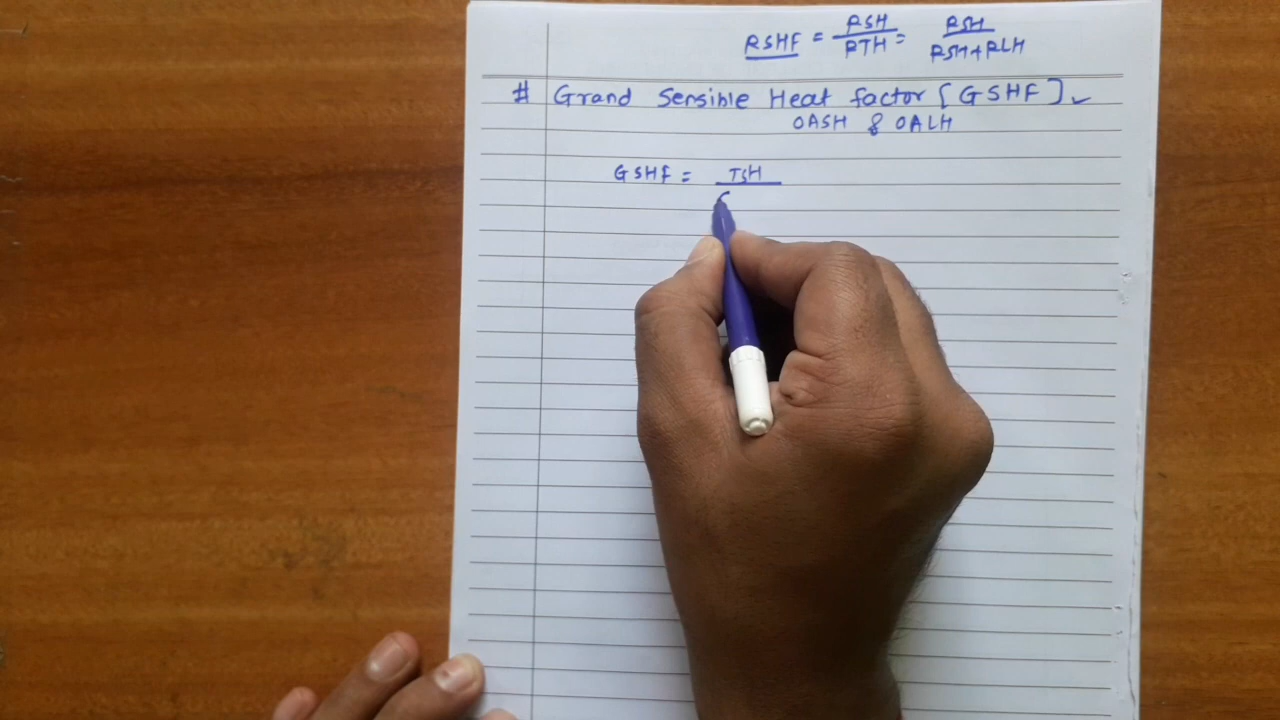 RSHF = RSH / RTH = RSH / RSH+RLH
# Grand Sensible Heat factor [GSHF] ✓
OASH & OALH
GSHF = TSH